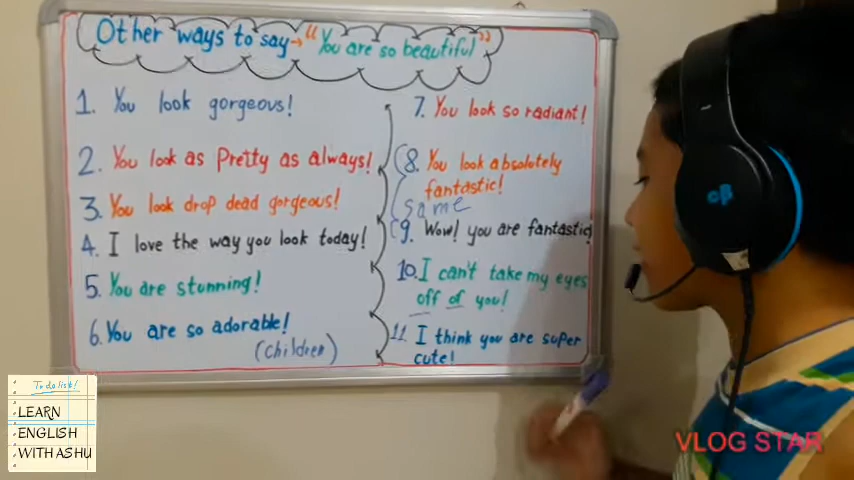 Other ways to say → "You are so beautiful"
1. You look gorgeous!
2. You look as Pretty as always!
3. You look drop dead gorgeous!
4. I love the way you look today!
5. You are stunning!
6. You are so adorable!
(children)
7. You look so radiant!
8. You look absolutely
fantastic!
same
9. Wow! you are fantastic!
10. I can't take my eyes
off of you!
11 I think you are super
cute!
To do list!
LEARN
ENGLISH
WITH ASHU
VLOG STAR